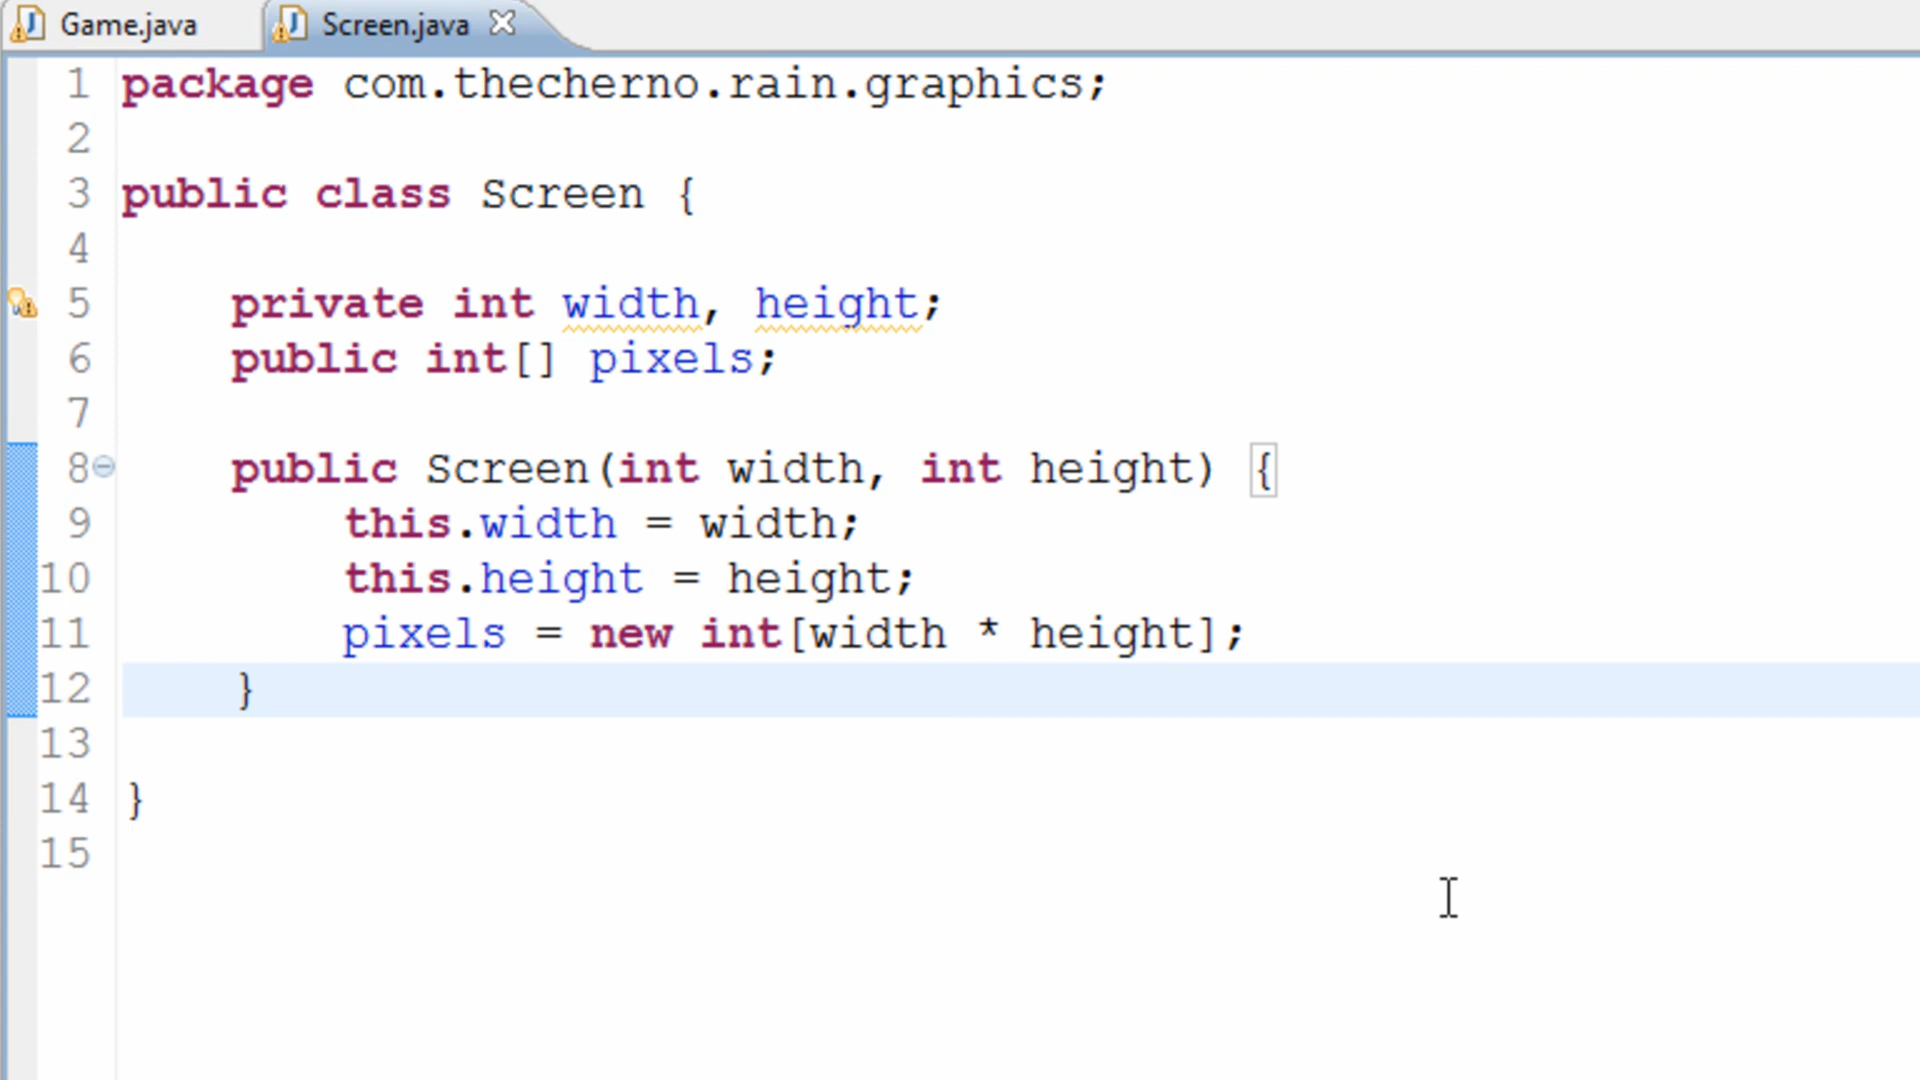 Game.java Screen.java
1 package com.thecherno.rain.graphics;
2
3 public class Screen {
4
5 private int width, height;
6 public int[] pixels;
7
8 public Screen(int width, int height) {
9 this.width = width;
10 this.height = height;
11 pixels = new int[width * height];
12 }
13
14 }
15